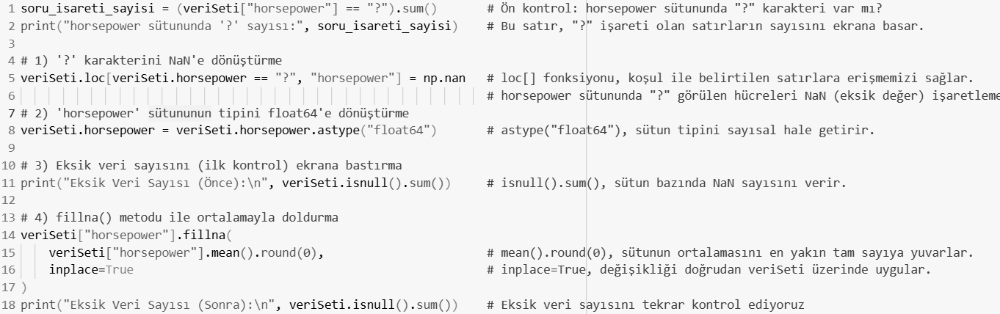 1 soru_isareti_sayisi = (veriSeti["horsepower"] == "?").sum() # Ön kontrol: horsepower sütununda "?" karakteri var mı?
2 print("horsepower sütununda '?' sayısı:", soru_isareti_sayisi) # Bu satır, "?" işareti olan satırların sayısını ekrana basar.
3
4 # 1) '?' karakterini NaN'e dönüştürme
5 veriSeti.loc[veriSeti.horsepower == "?", "horsepower"] = np.nan # loc[] fonksiyonu, koşul ile belirtilen satırlara erişmemizi sağlar.
6 # horsepower sütununda "?" görülen hücreleri NaN (eksik değer) işaretleme
7 # 2) 'horsepower' sütununun tipini float64'e dönüştürme
8 veriSeti.horsepower = veriSeti.horsepower.astype("float64") # astype("float64"), sütun tipini sayısal hale getirir.
9
10 # 3) Eksik veri sayısını (ilk kontrol) ekrana bastırma
11 print("Eksik Veri Sayısı (Önce):\n", veriSeti.isnull().sum()) # isnull().sum(), sütun bazında NaN sayısını verir.
12
13 # 4) fillna() metodu ile ortalamayla doldurma
14 veriSeti["horsepower"].fillna(
15 veriSeti["horsepower"].mean().round(0), # mean().round(0), sütunun ortalamasını en yakın tam sayıya yuvarlar.
16 inplace=True # inplace=True, değişikliği doğrudan veriSeti üzerinde uygular.
17 )
18 print("Eksik Veri Sayısı (Sonra):\n", veriSeti.isnull().sum()) # Eksik veri sayısını tekrar kontrol ediyoruz